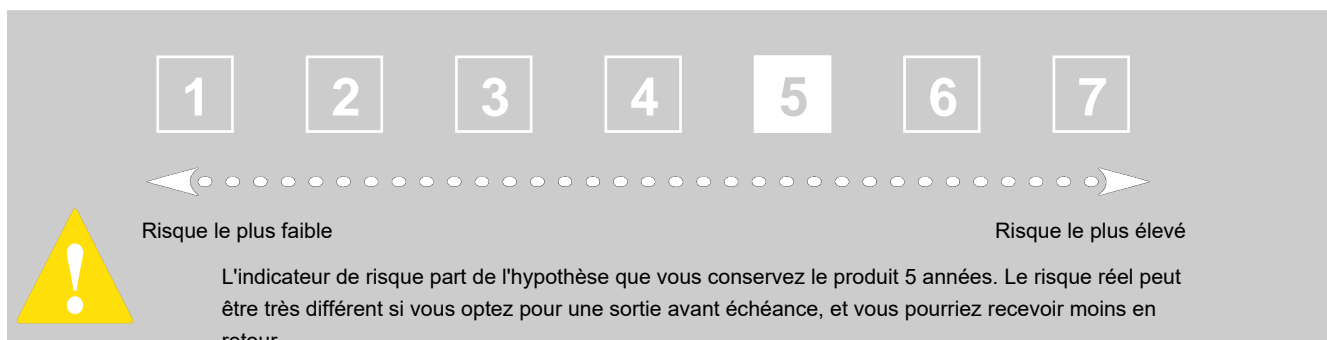 1 2 3 4 5 6 7
Risque le plus faible Risque le plus élevé
L'indicateur de risque part de l'hypothèse que vous conservez le produit 5 années. Le risque réel peut
être très différent si vous optez pour une sortie avant échéance, et vous pourriez recevoir moins en
retour